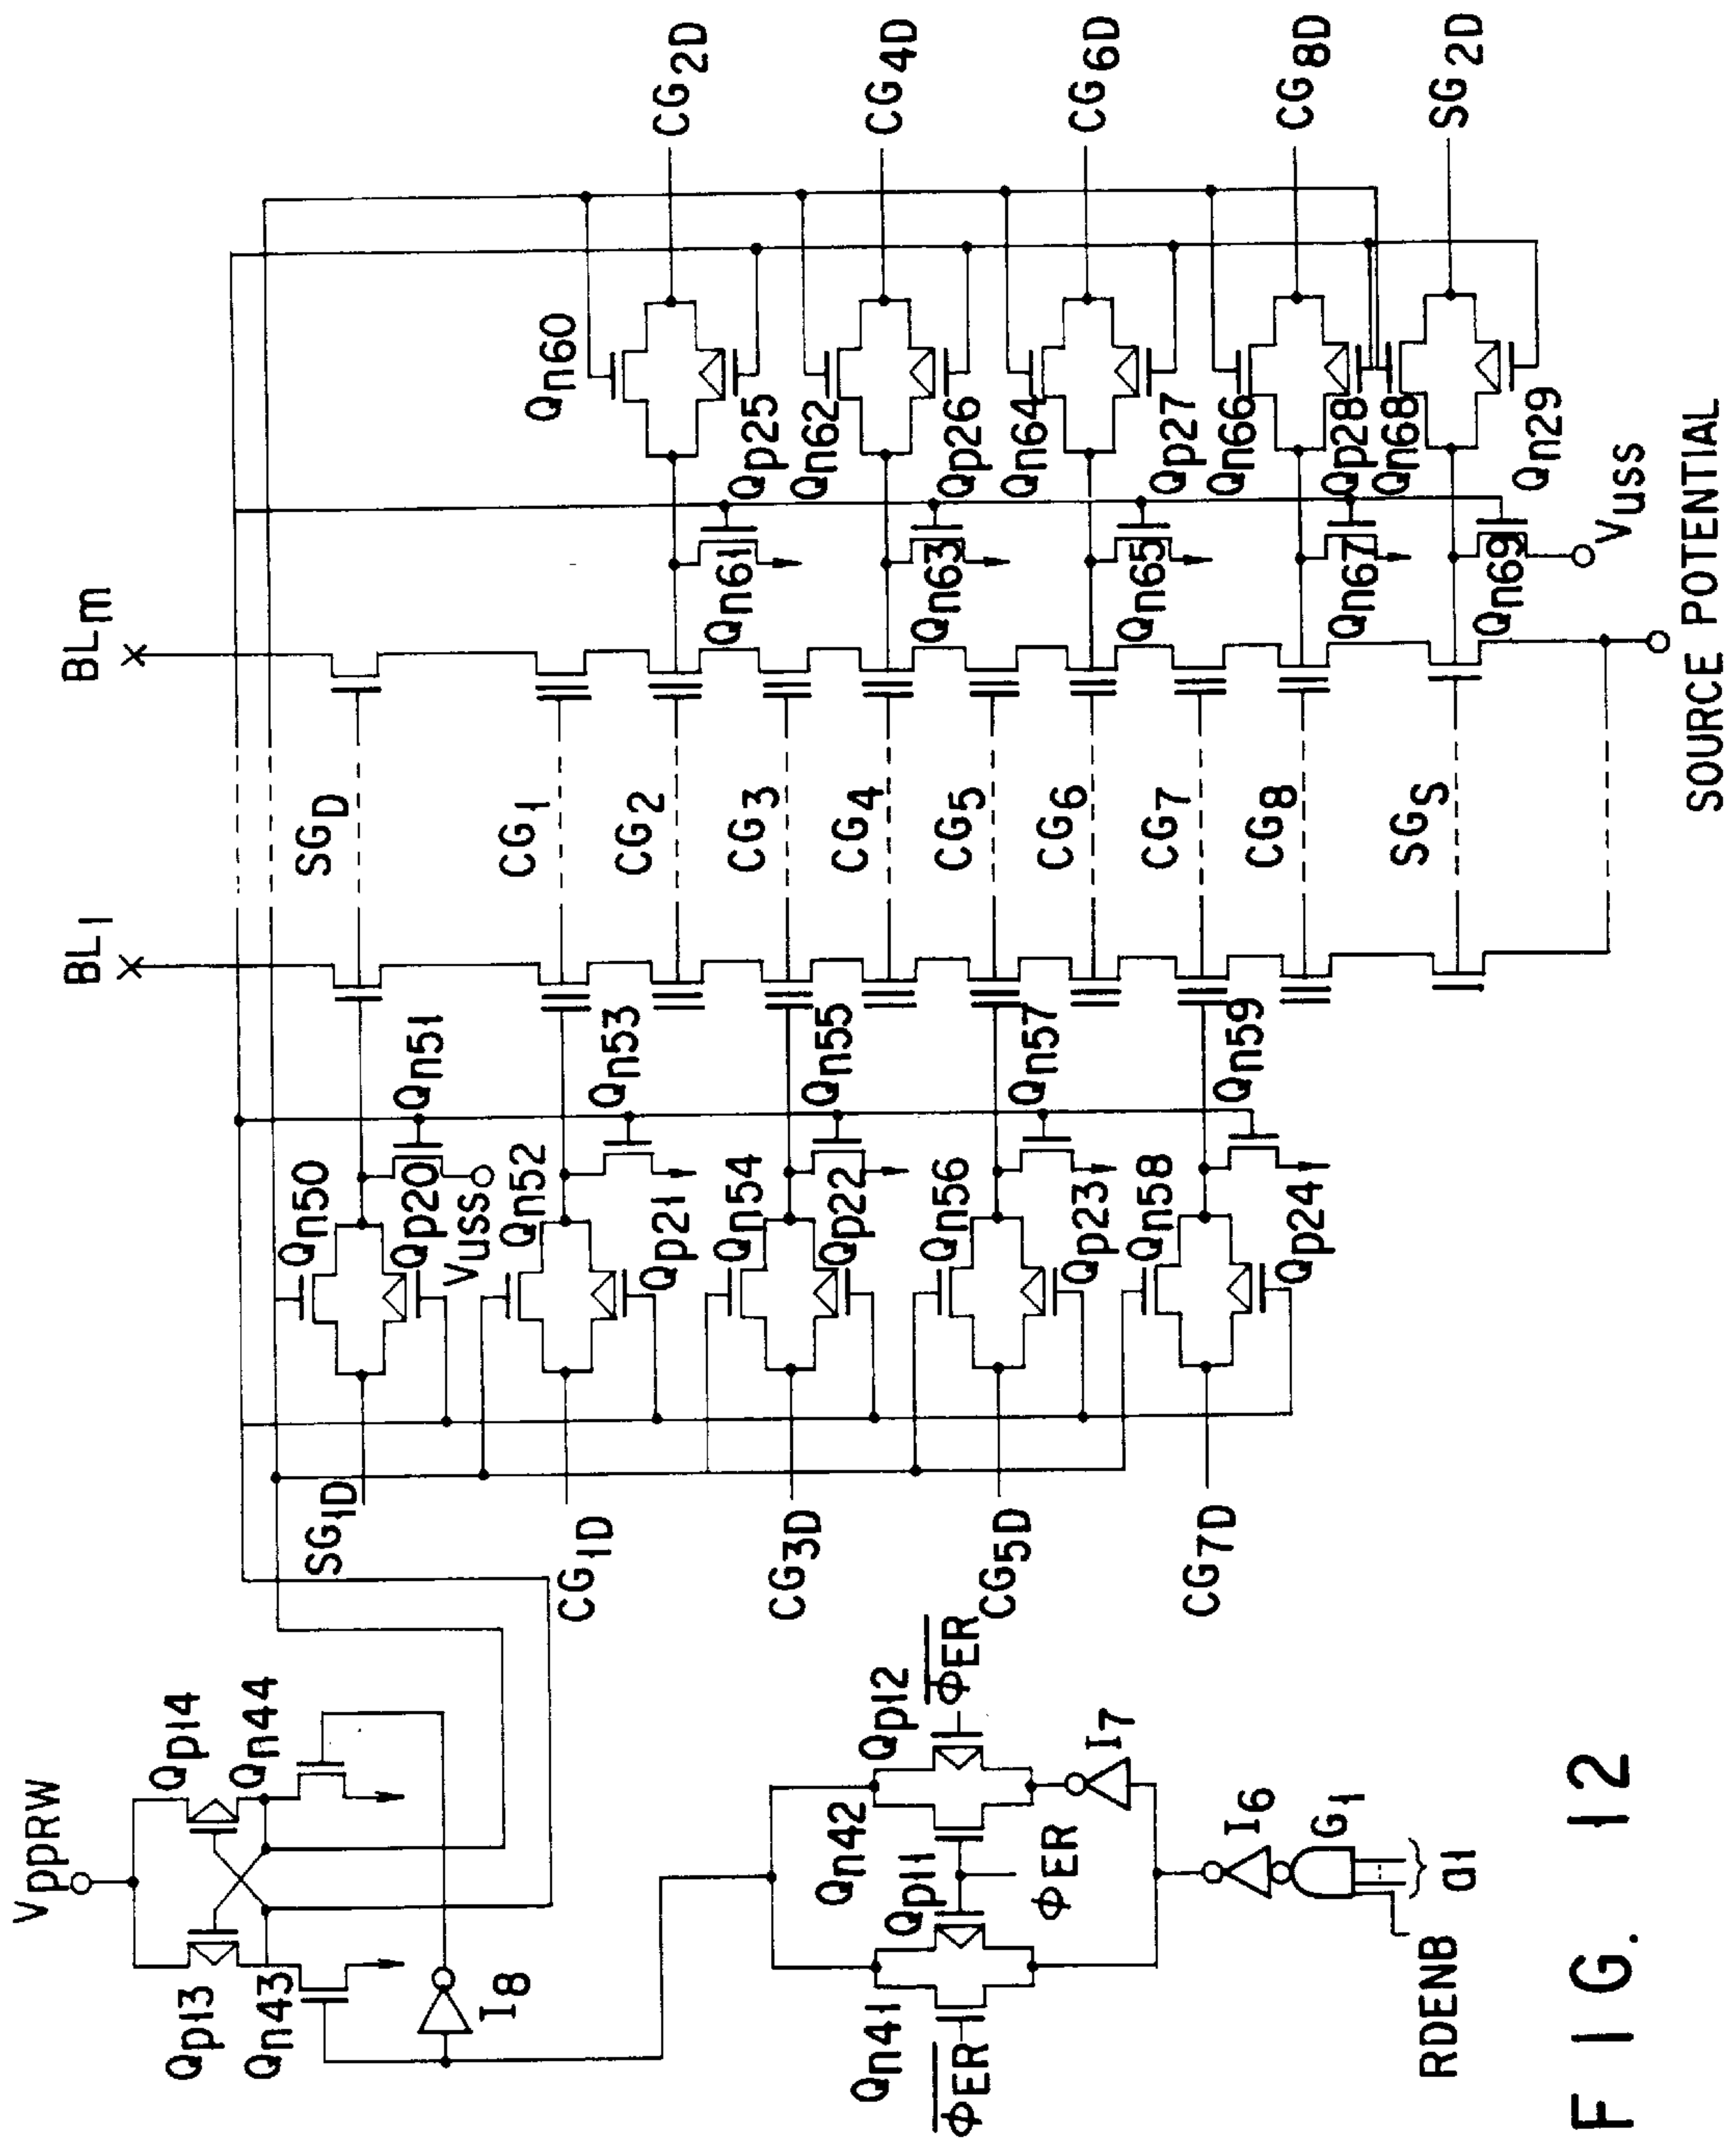 VppRW
Qp13
Qp14
Qn43
Qn44
I8
Qn41
Qp11
Qn42
Qp12
ΦER
ΦER
ΦER
I7
I6
G1
RDENB
a1
SG1D
CG1D
CG3D
CG5D
CG7D
Qn50
Qp20
Qn51
Vuss
Qn52
Qp21
Qn53
Qn54
Qp22
Qn55
Qn56
Qp23
Qn57
Qn58
Qp24
Qn59
BL1
BLm
SGD
CG1
CG2
CG3
CG4
CG5
CG6
CG7
CG8
SGS
Qn60
Qp25
Qn61
Qn62
Qp26
Qn63
Qn64
Qp27
Qn65
Qn66
Qp28
Qn67
Qn68
Qn29
Qn69
Vuss
CG2D
CG4D
CG6D
CG8D
SG2D
SOURCE POTENTIAL
FIG. 12